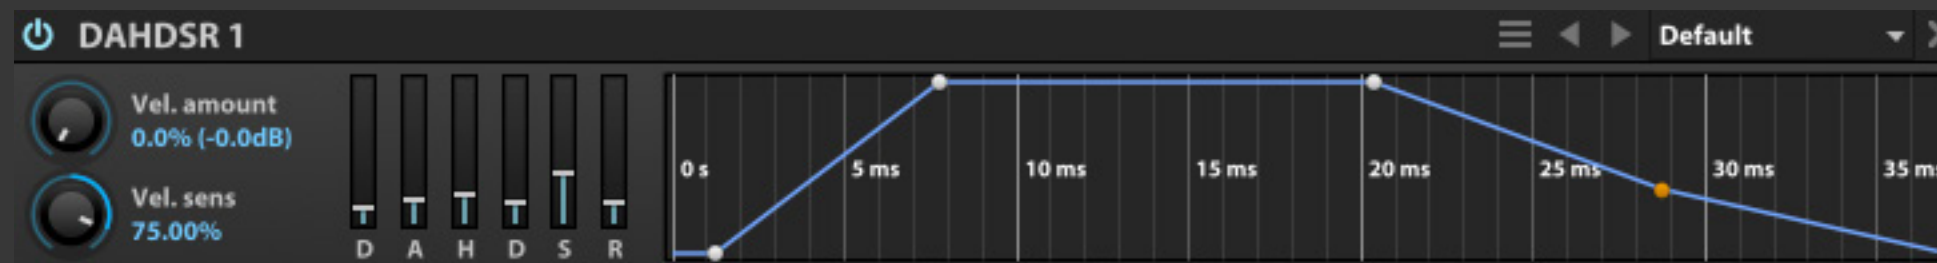 DAHDSR 1
Default
Vel. amount
0.0% (-0.0dB)
Vel. sens
75.00%
D A H D S R
0 s 5 ms 10 ms 15 ms 20 ms 25 ms 30 ms 35